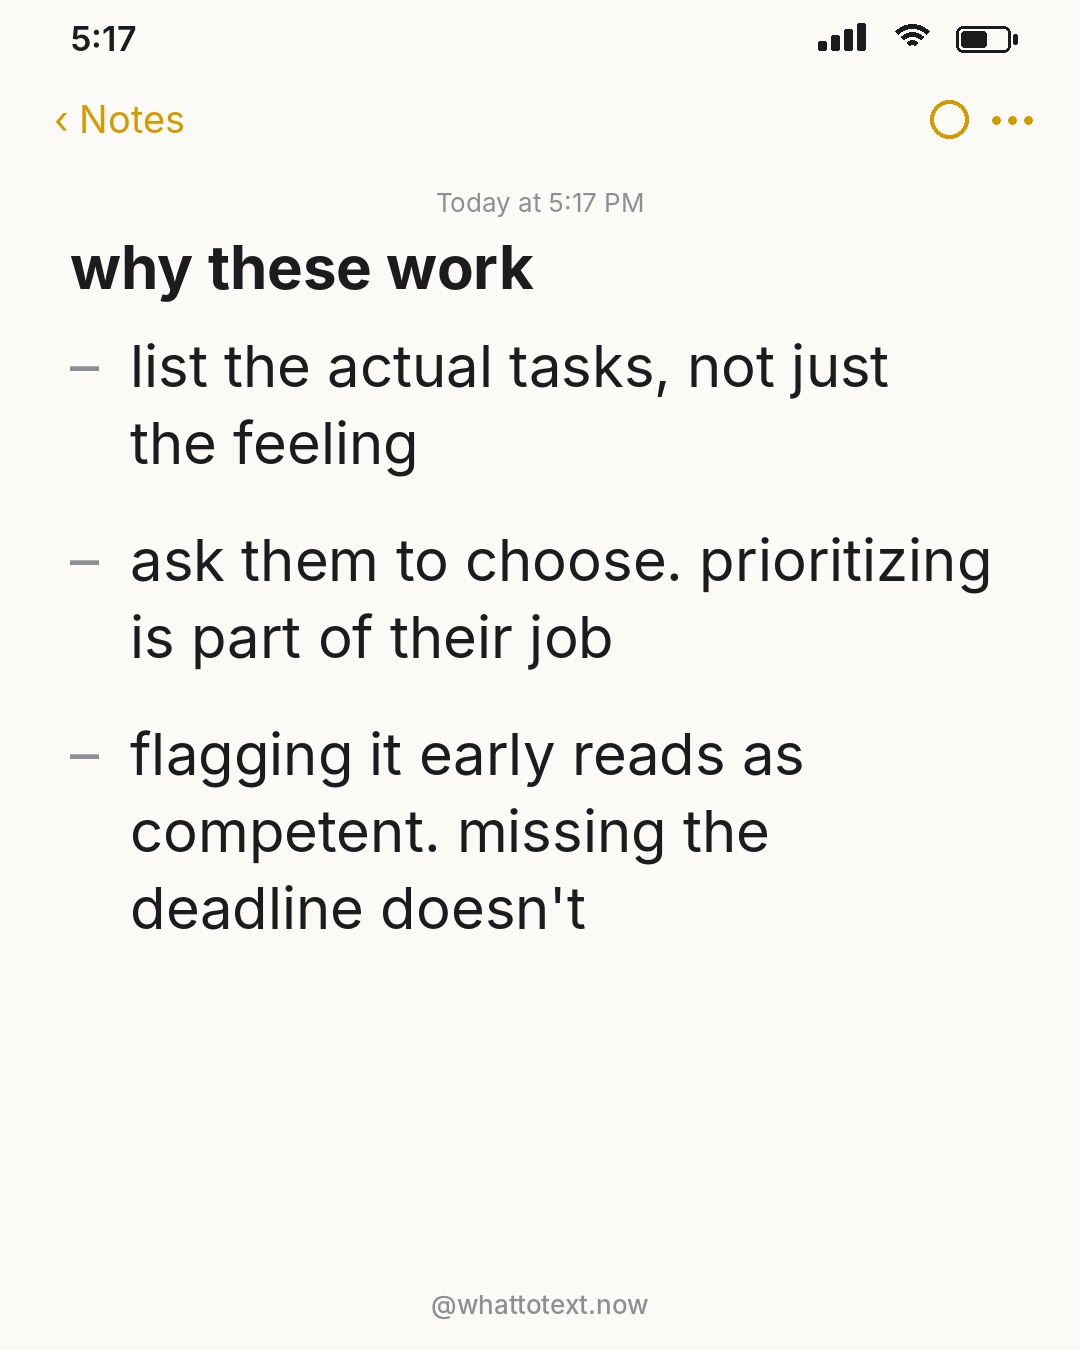 5:17
‹ Notes
Today at 5:17 PM
why these work
– list the actual tasks, not just
the feeling
– ask them to choose. prioritizing
is part of their job
– flagging it early reads as
competent. missing the
deadline doesn't
@whattotext.now